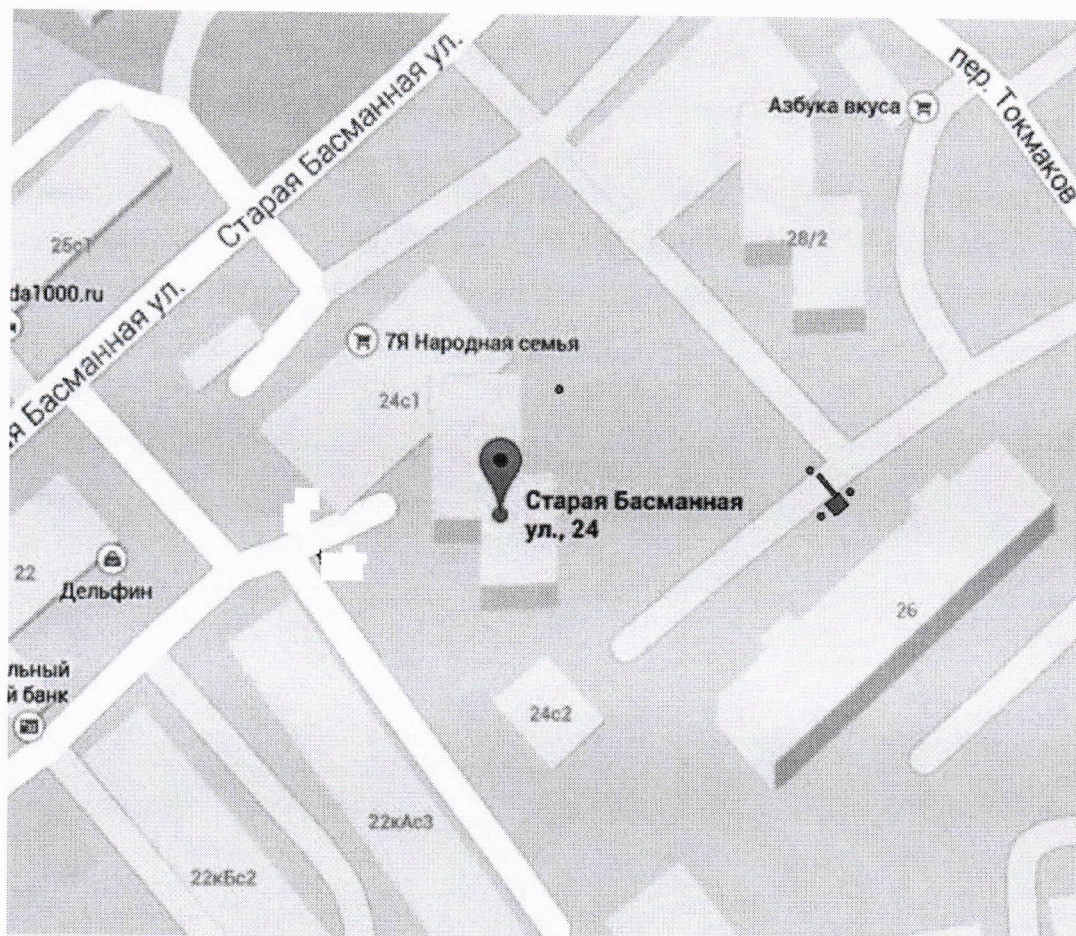 Старая Басманная ул.
пер. Токмаков
Азбука вкуса
25с1
28/2
da1000.ru
я Басманная ул.
7Я Народная семья
24с1
Старая Басманная
ул., 24
22
Дельфин
26
льный
й банк
24с2
22кАс3
22кБс2